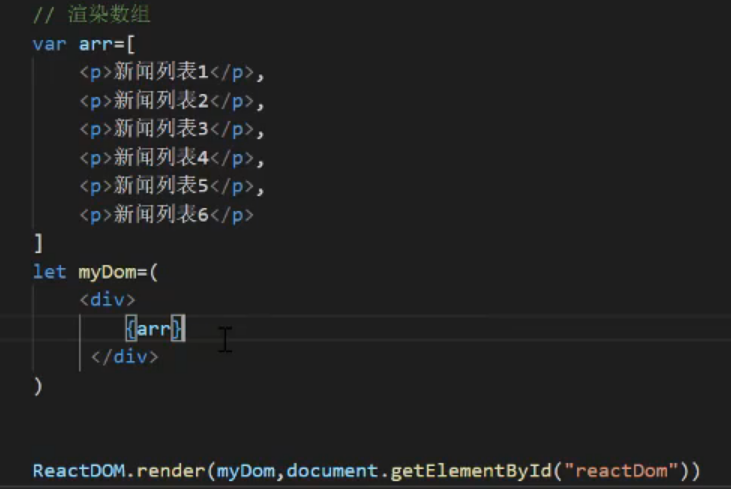 // 渲染数组
var arr=[
<p>新闻列表1</p>,
<p>新闻列表2</p>,
<p>新闻列表3</p>,
<p>新闻列表4</p>,
<p>新闻列表5</p>,
<p>新闻列表6</p>
]
let myDom=(
<div>
{arr}
</div>
)
ReactDOM.render(myDom,document.getElementById("reactDom"))